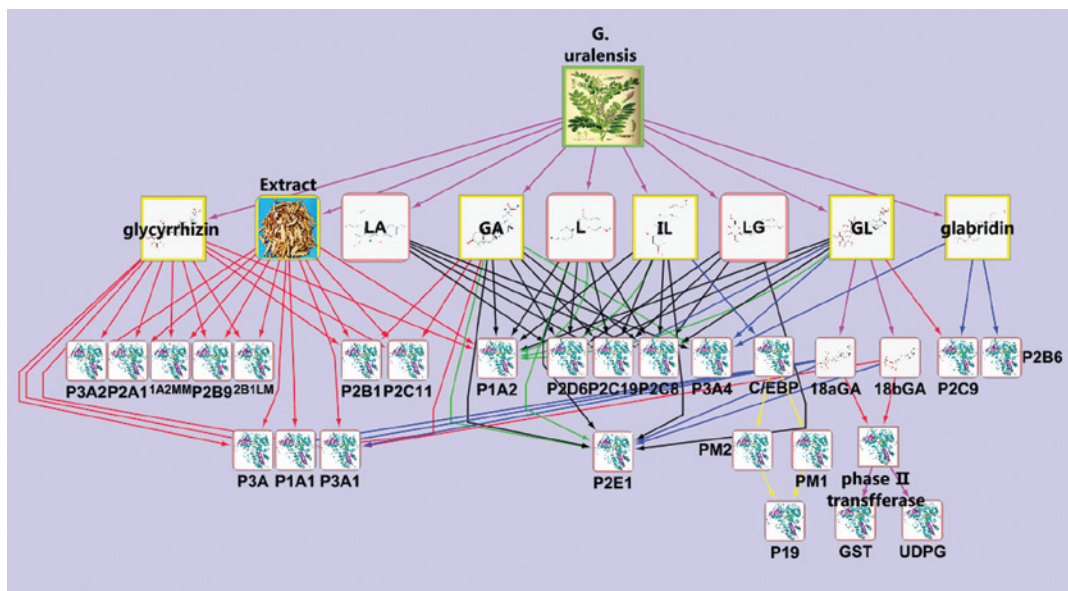 G.
uralensis
glycyrrhizin
Extract
LA
GA
L
IL
LG
GL
glabridin
P3A2
P2A1
1A2MM
P2B9
2B1LM
P2B1
P2C11
P1A2
P2D6
P2C19
P2C8
P3A4
C/EBP
18aGA
18bGA
P2C9
P2B6
P3A
P1A1
P3A1
P2E1
PM2
PM1
phase II
transfferase
P19
GST
UDPG